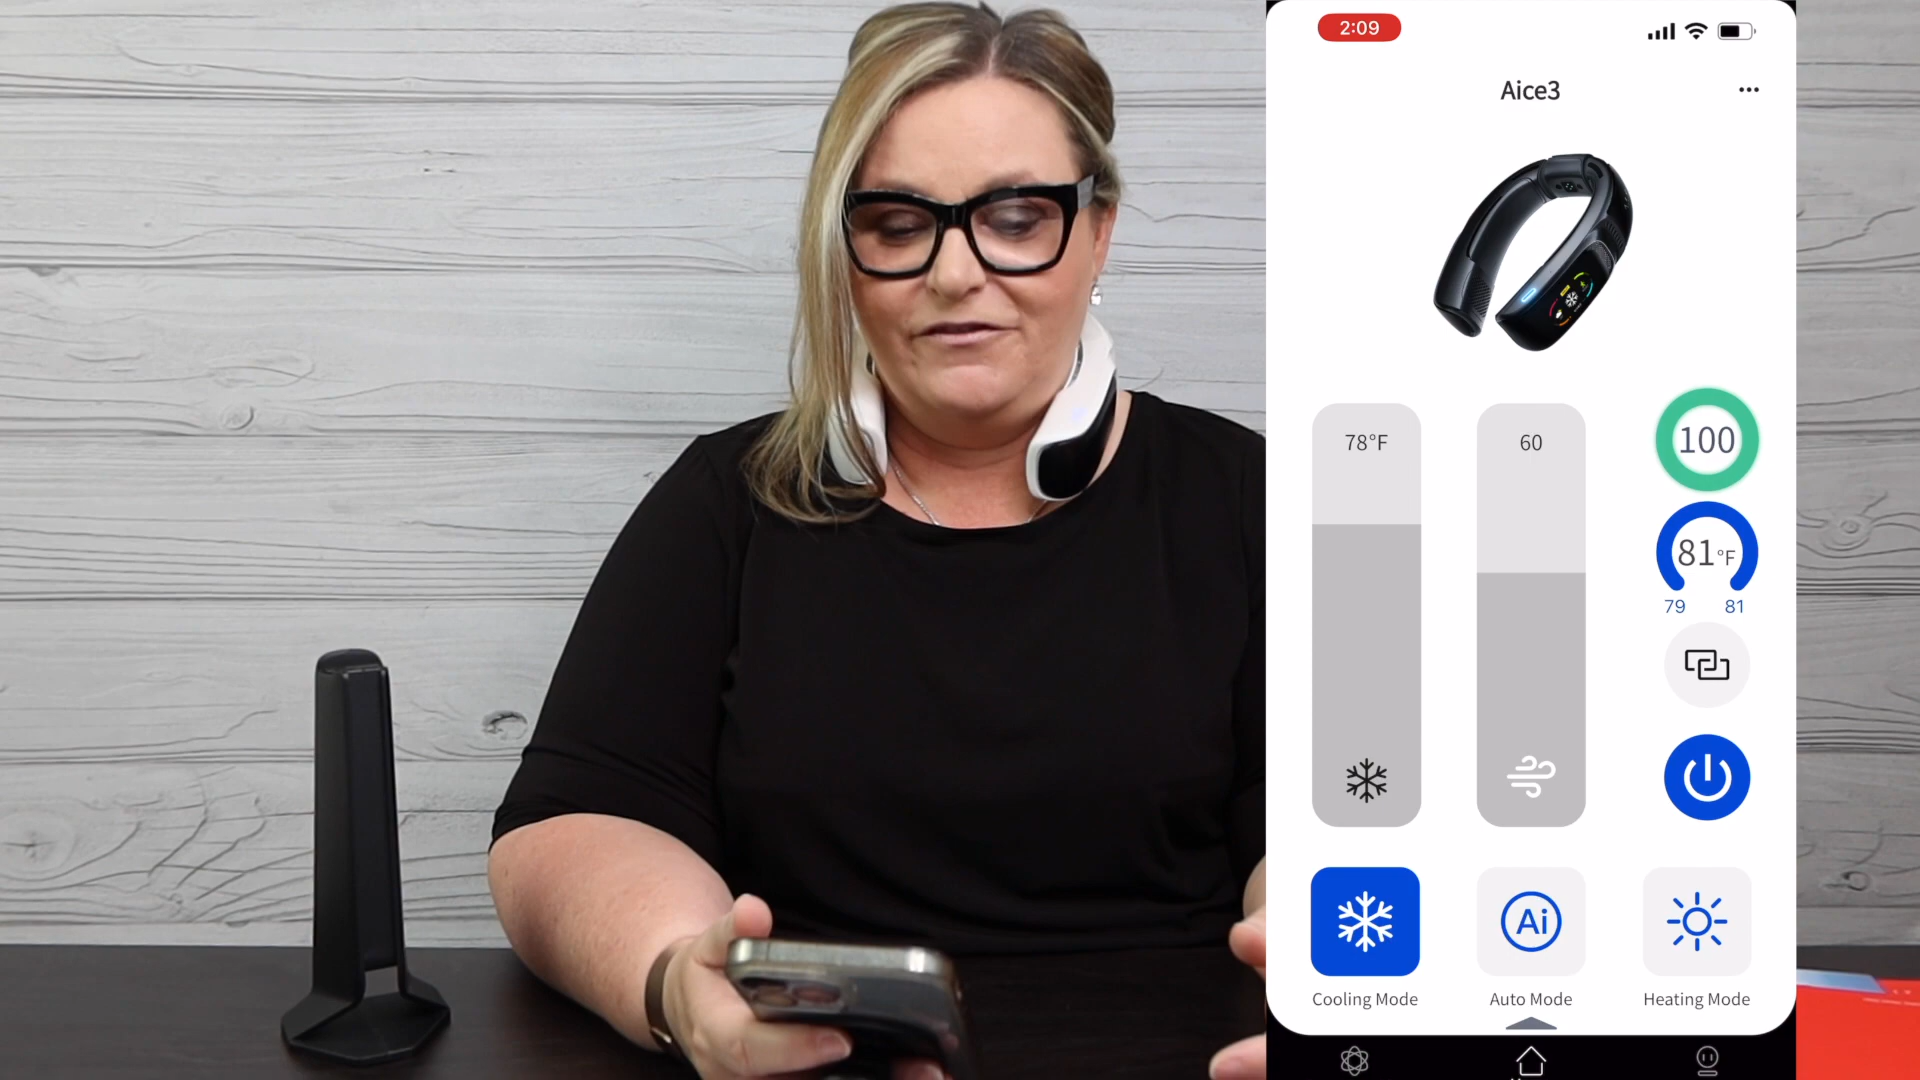 2:09
Aice3
78°F
60
100
81°F
79 81
Ai
Cooling Mode
Auto Mode
Heating Mode